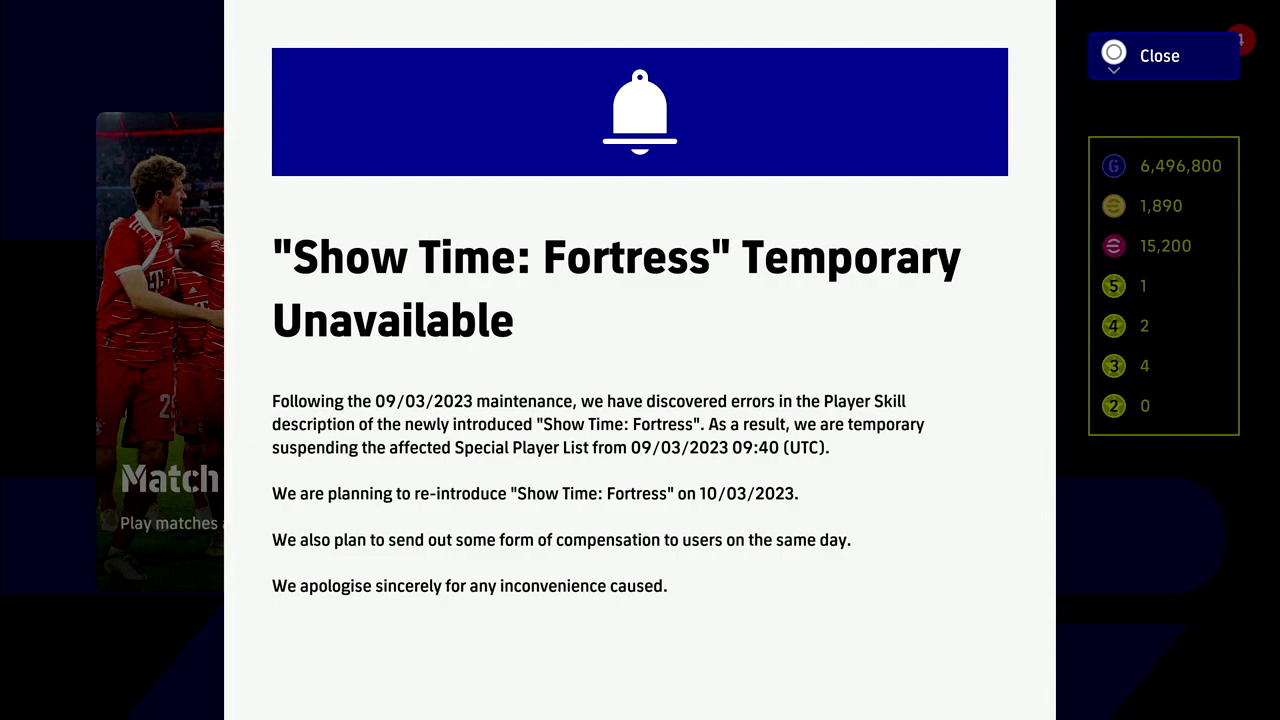 "Show Time: Fortress" Temporary
Unavailable
Following the 09/03/2023 maintenance, we have discovered errors in the Player Skill
description of the newly introduced "Show Time: Fortress". As a result, we are temporary
suspending the affected Special Player List from 09/03/2023 09:40 (UTC).
We are planning to re-introduce "Show Time: Fortress" on 10/03/2023.
We also plan to send out some form of compensation to users on the same day.
We apologise sincerely for any inconvenience caused.
Match
Play matches
Close
4
6,496,800
1,890
15,200
5 1
4 2
3 4
2 0